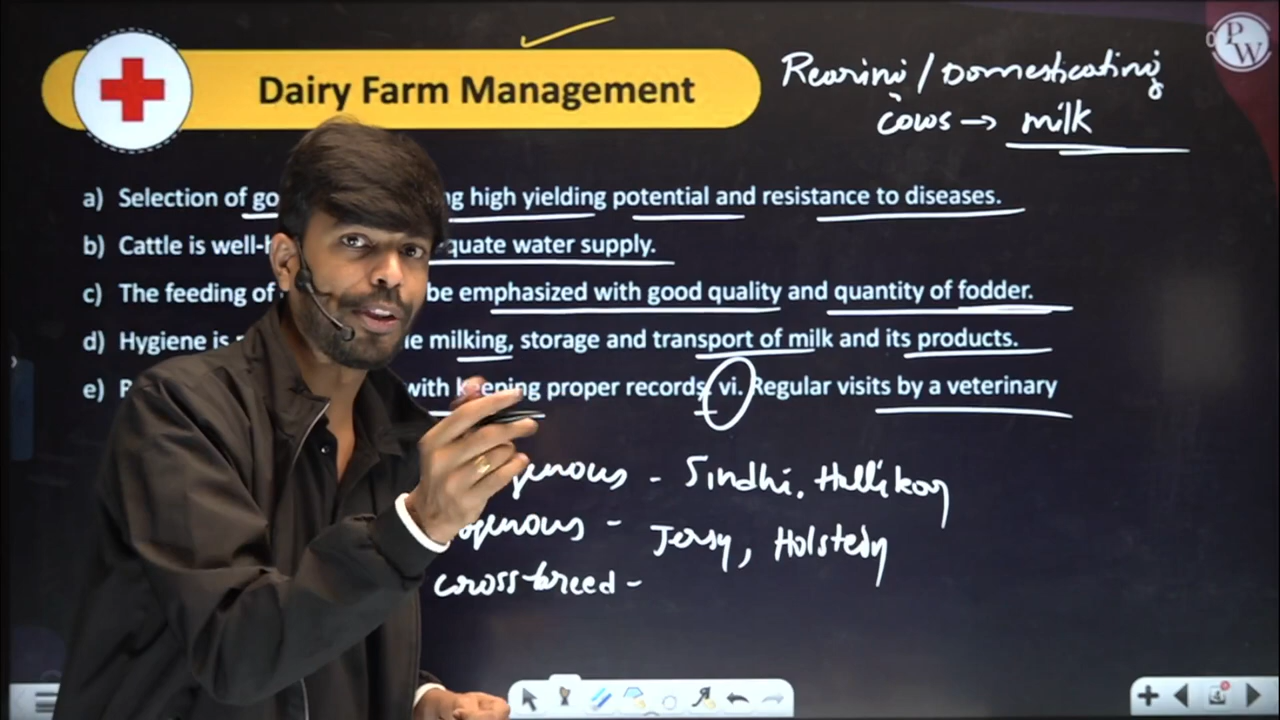 Dairy Farm Management
Rearing/Domesticating
cows → milk
PW
a) Selection of go ng high yielding potential and resistance to diseases.
b) Cattle is well-h quate water supply.
c) The feeding of be emphasized with good quality and quantity of fodder.
d) Hygiene is milking, storage and transport of milk and its products.
e) with keeping proper records, vi. Regular visits by a veterinary
genous - Sindhi, Hallikar
ogenous - Jersy, Holstein
cross breed -